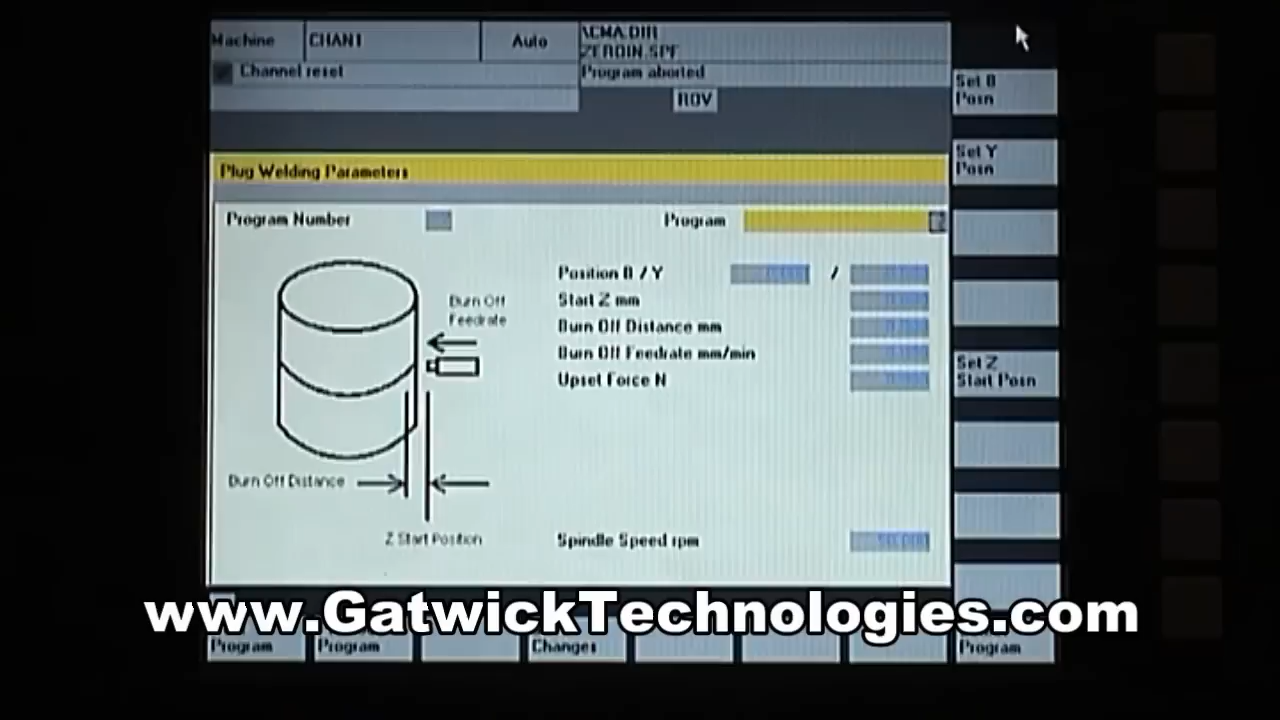 Machine
CHAN1
Auto
\CMA.DIR
ZEROIN.SPF
Channel reset
Program aborted
ROV
Set B
Posn
Plug Welding Parameters
Set Y
Posn
Program Number
Program
Position B / Y
/
Burn Off
Feedrate
Start Z mm
Burn Off Distance mm
Burn Off Feedrate mm/min
Set Z
Start Posn
Upset Force N
Burn Off Distance
Z Start Position
Spindle Speed rpm
www.GatwickTechnologies.com
Program
Program
Changes
Program